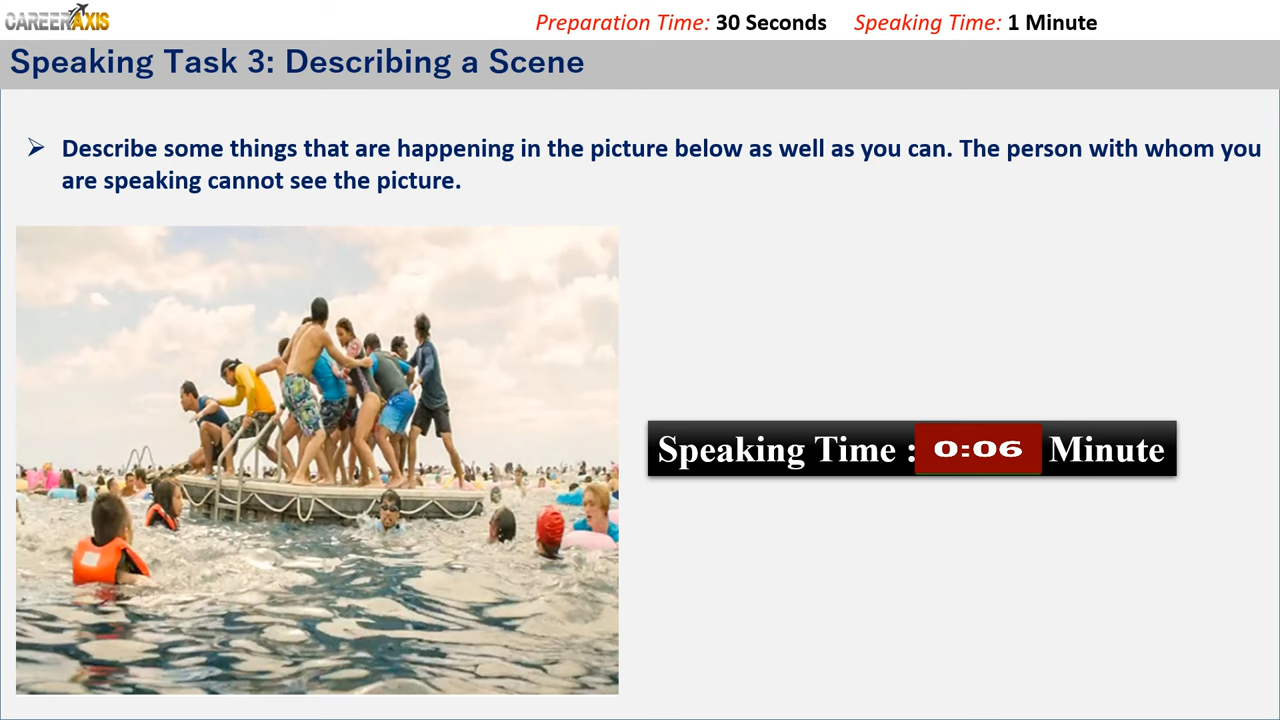 CAREERAXIS
Preparation Time: 30 Seconds Speaking Time: 1 Minute
Speaking Task 3: Describing a Scene
Describe some things that are happening in the picture below as well as you can. The person with whom you
are speaking cannot see the picture.
Speaking Time : 0:06 Minute